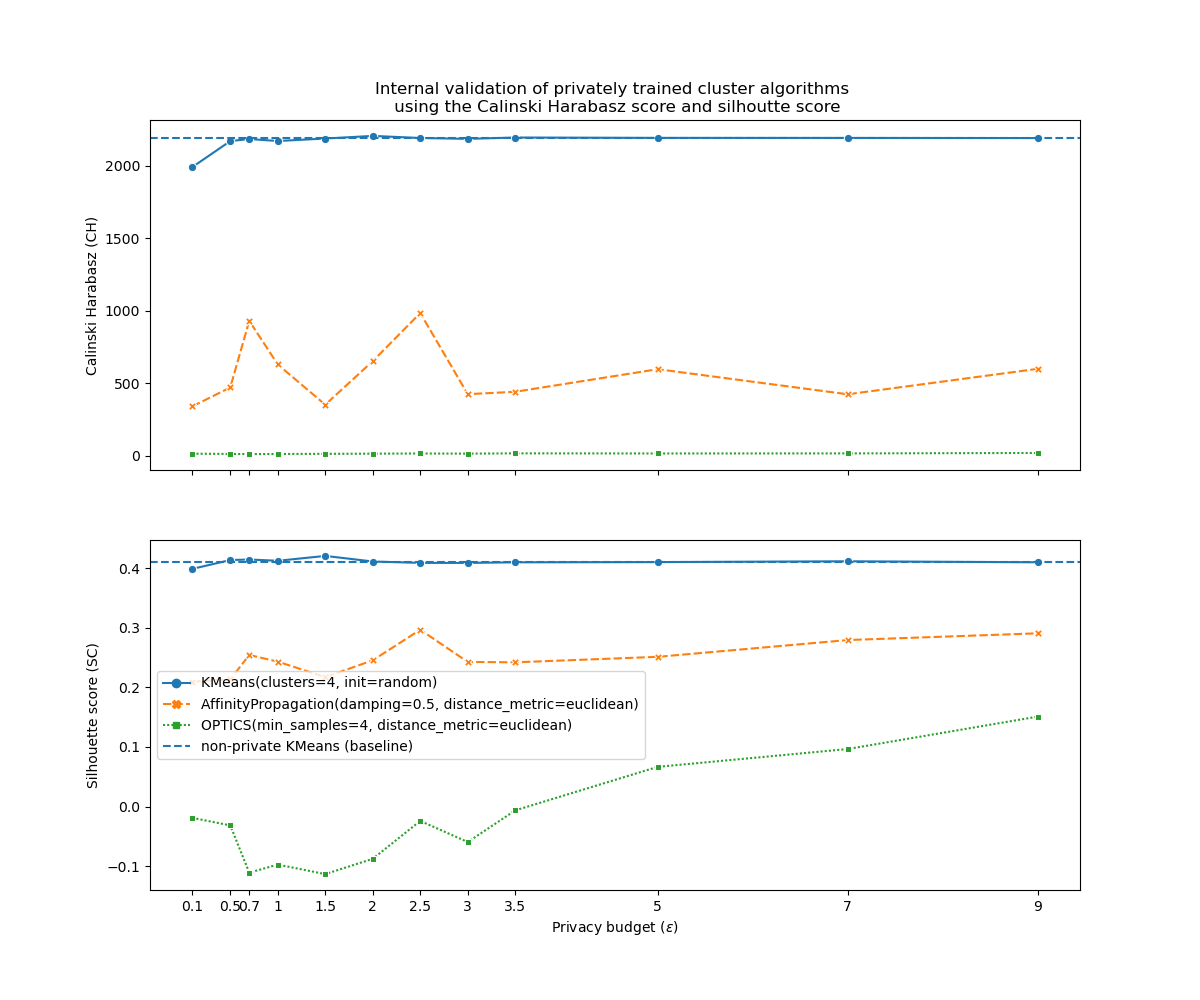 Internal validation of privately trained cluster algorithms
using the Calinski Harabasz score and silhoutte score
Calinski Harabasz (CH)
2000
1500
1000
500
0
Silhouette score (SC)
0.4
0.3
0.2
0.1
0.0
−0.1
KMeans(clusters=4, init=random)
AffinityPropagation(damping=0.5, distance_metric=euclidean)
OPTICS(min_samples=4, distance_metric=euclidean)
non-private KMeans (baseline)
0.1 0.5 0.7 1 1.5 2 2.5 3 3.5 5 7 9
Privacy budget (ε)